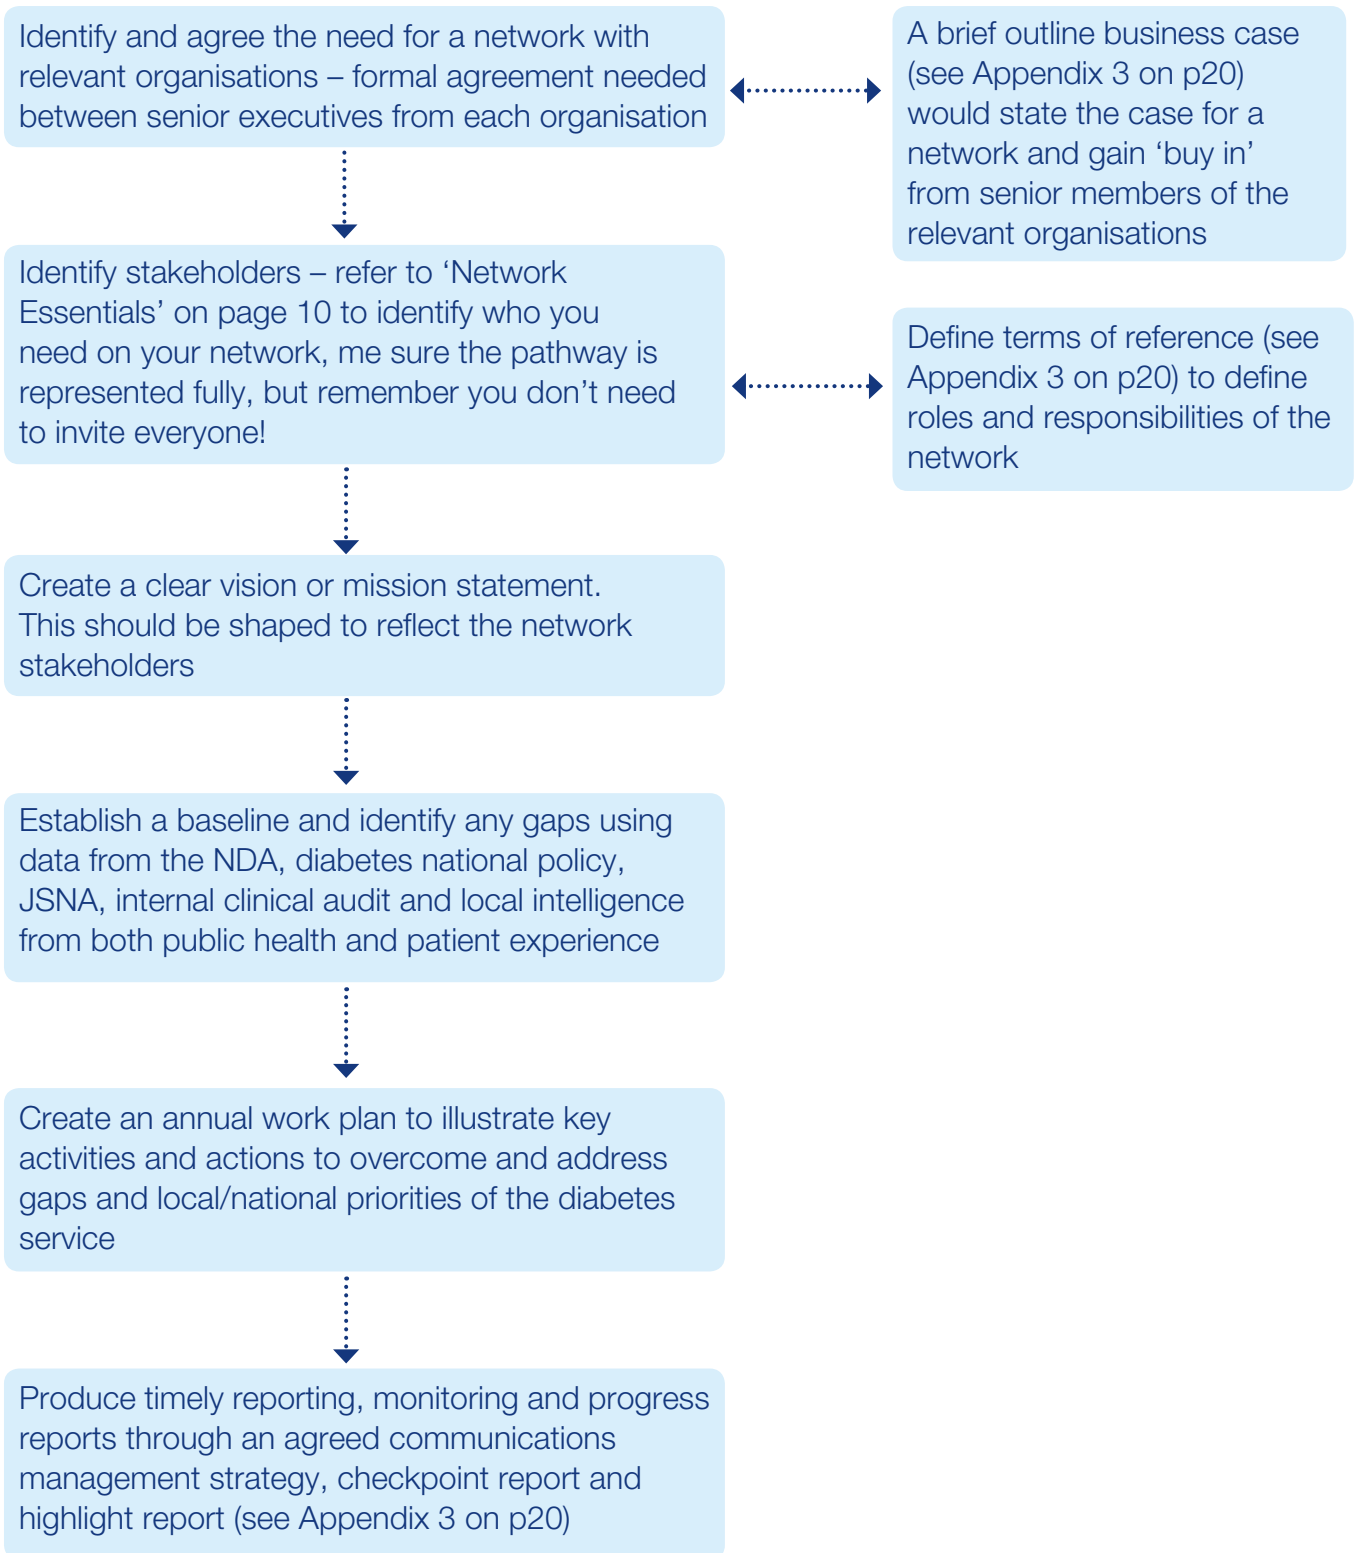 Identify and agree the need for a network with
relevant organisations – formal agreement needed
between senior executives from each organisation
A brief outline business case
(see Appendix 3 on p20)
would state the case for a
network and gain ‘buy in’
from senior members of the
relevant organisations
Identify stakeholders – refer to ‘Network
Essentials’ on page 10 to identify who you
need on your network, me sure the pathway is
represented fully, but remember you don’t need
to invite everyone!
Define terms of reference (see
Appendix 3 on p20) to define
roles and responsibilities of the
network
Create a clear vision or mission statement.
This should be shaped to reflect the network
stakeholders
Establish a baseline and identify any gaps using
data from the NDA, diabetes national policy,
JSNA, internal clinical audit and local intelligence
from both public health and patient experience
Create an annual work plan to illustrate key
activities and actions to overcome and address
gaps and local/national priorities of the diabetes
service
Produce timely reporting, monitoring and progress
reports through an agreed communications
management strategy, checkpoint report and
highlight report (see Appendix 3 on p20)